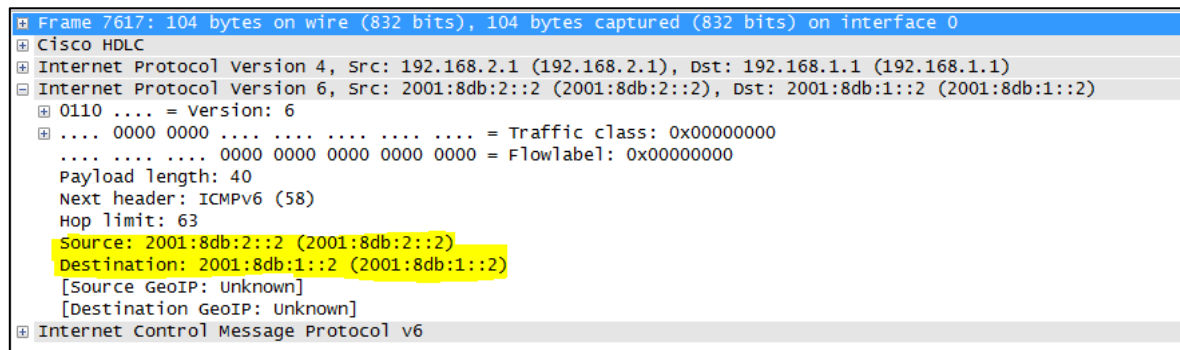 Frame 7617: 104 bytes on wire (832 bits), 104 bytes captured (832 bits) on interface 0
Cisco HDLC
Internet Protocol Version 4, Src: 192.168.2.1 (192.168.2.1), Dst: 192.168.1.1 (192.168.1.1)
Internet Protocol Version 6, Src: 2001:8db:2::2 (2001:8db:2::2), Dst: 2001:8db:1::2 (2001:8db:1::2)
0110 .... = Version: 6
.... 0000 0000 .... .... .... .... .... = Traffic class: 0x00000000
.... .... .... 0000 0000 0000 0000 0000 = Flowlabel: 0x00000000
Payload length: 40
Next header: ICMPv6 (58)
Hop limit: 63
Source: 2001:8db:2::2 (2001:8db:2::2)
Destination: 2001:8db:1::2 (2001:8db:1::2)
[Source GeoIP: Unknown]
[Destination GeoIP: Unknown]
Internet Control Message Protocol v6